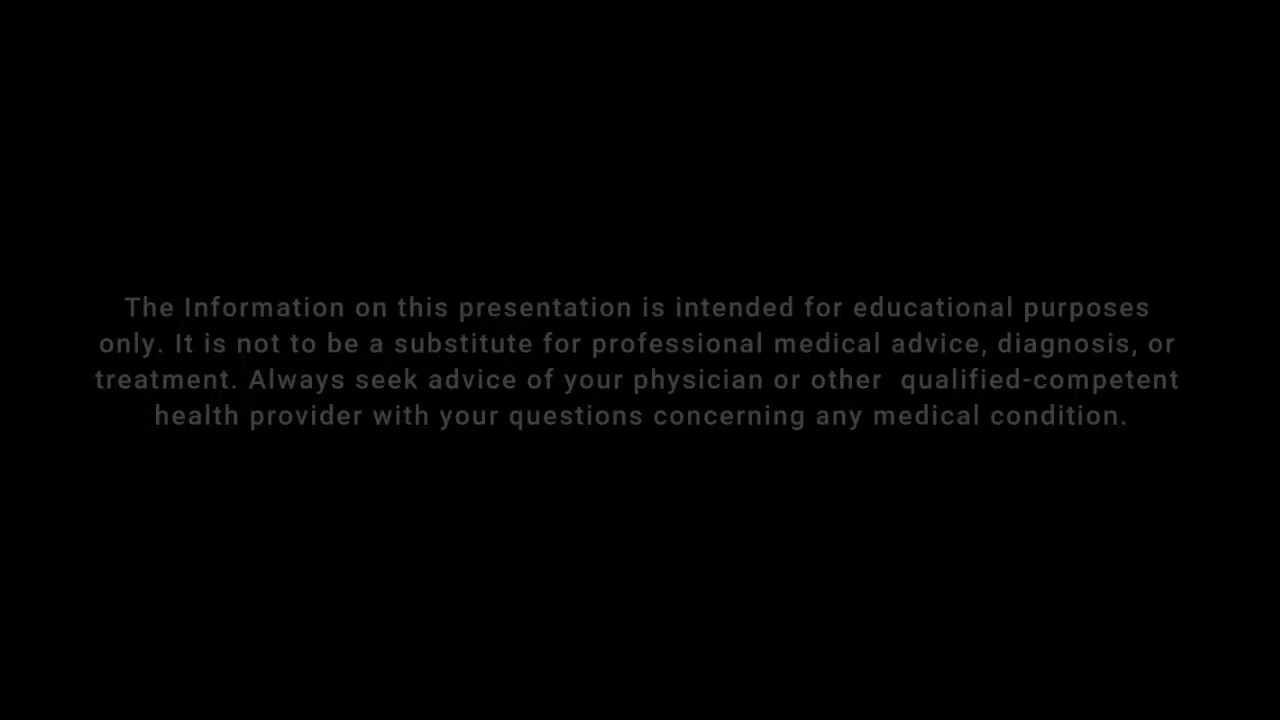 The Information on this presentation is intended for educational purposes
only. It is not to be a substitute for professional medical advice, diagnosis, or
treatment. Always seek advice of your physician or other  qualified-competent
health provider with your questions concerning any medical condition.